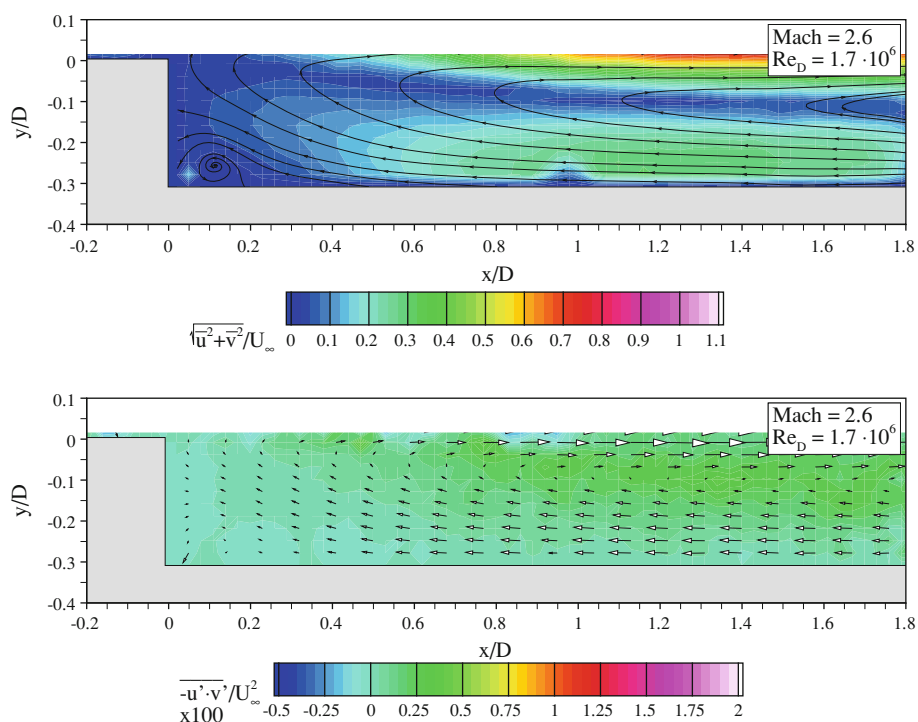 0.1
0
-0.1
-0.2
-0.3
-0.4
y/D
Mach = 2.6
Re_D = 1.7 ·10⁶
-0.2 0 0.2 0.4 0.6 0.8 1 1.2 1.4 1.6 1.8
x/D
√u̅²+v̅²/U∞
0 0.1 0.2 0.3 0.4 0.5 0.6 0.7 0.8 0.9 1 1.1
0.1
0
-0.1
-0.2
-0.3
-0.4
y/D
Mach = 2.6
Re_D = 1.7 ·10⁶
-0.2 0 0.2 0.4 0.6 0.8 1 1.2 1.4 1.6 1.8
x/D
-u'·v'/U²∞
x100
-0.5 -0.25 0 0.25 0.5 0.75 1 1.25 1.5 1.75 2